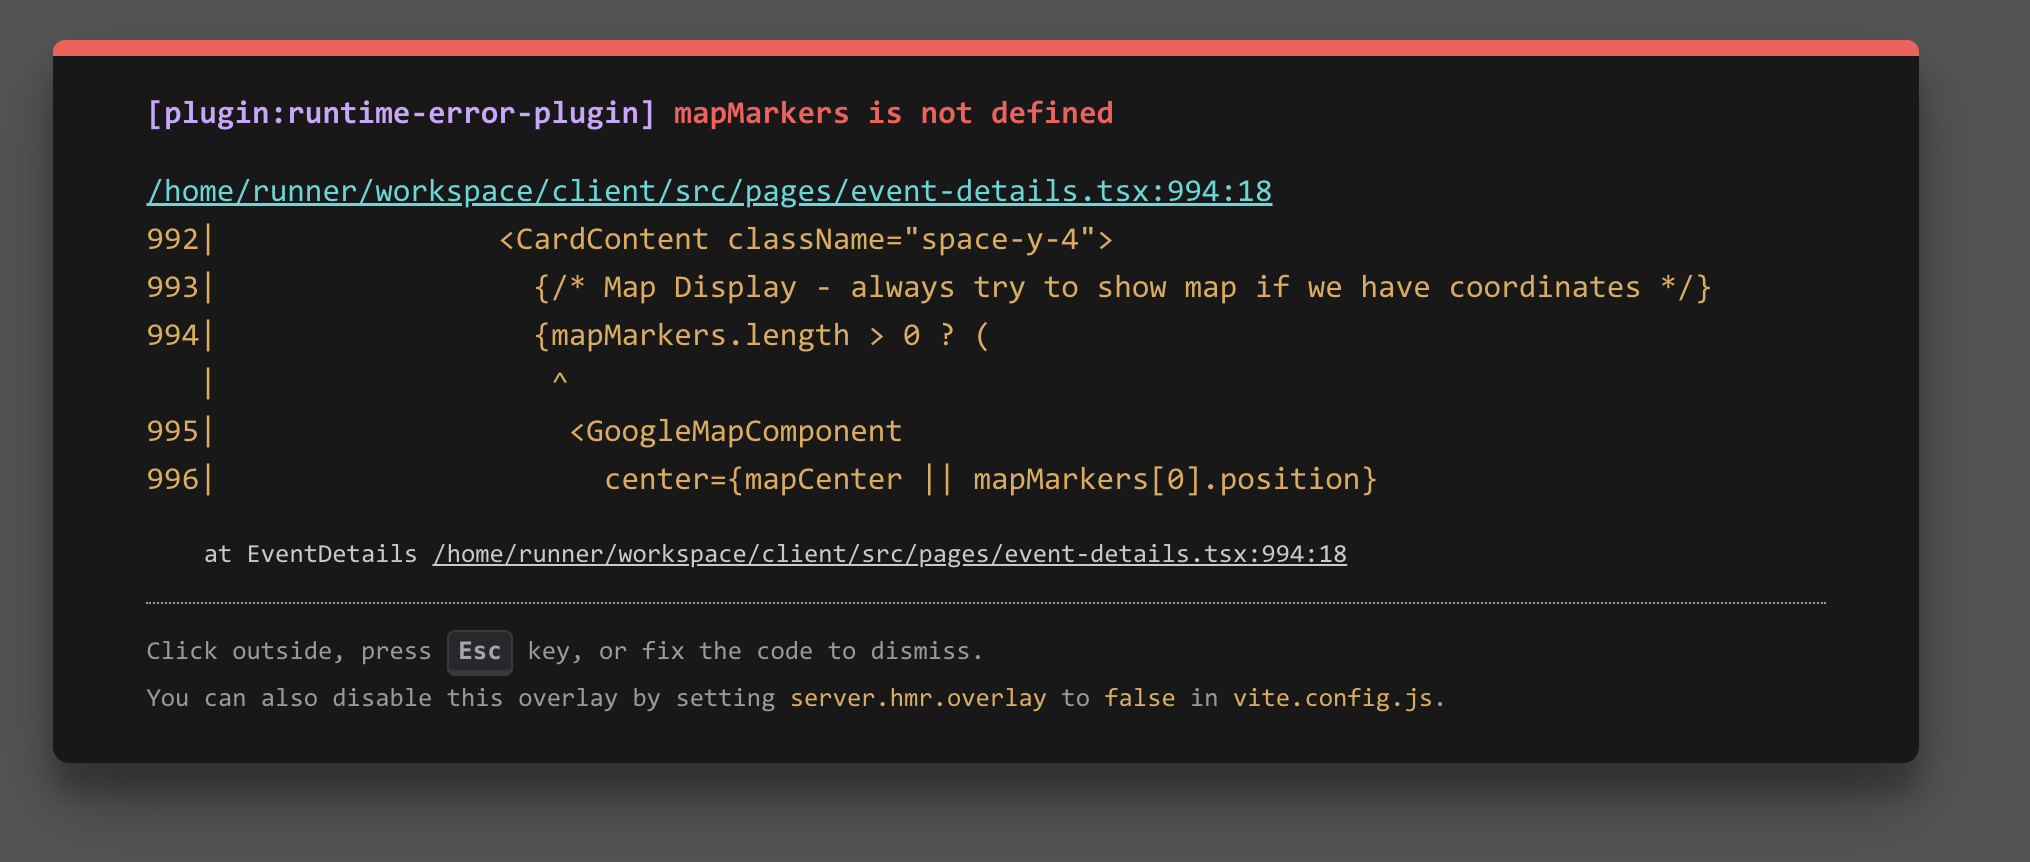 [plugin:runtime-error-plugin] mapMarkers is not defined
/home/runner/workspace/client/src/pages/event-details.tsx:994:18
992|                 <CardContent className="space-y-4">
993|                   {/* Map Display - always try to show map if we have coordinates */}
994|                   {mapMarkers.length > 0 ? (
   |                    ^
995|                     <GoogleMapComponent
996|                       center={mapCenter || mapMarkers[0].position}
at EventDetails /home/runner/workspace/client/src/pages/event-details.tsx:994:18
Click outside, press Esc key, or fix the code to dismiss.
You can also disable this overlay by setting server.hmr.overlay to false in vite.config.js.